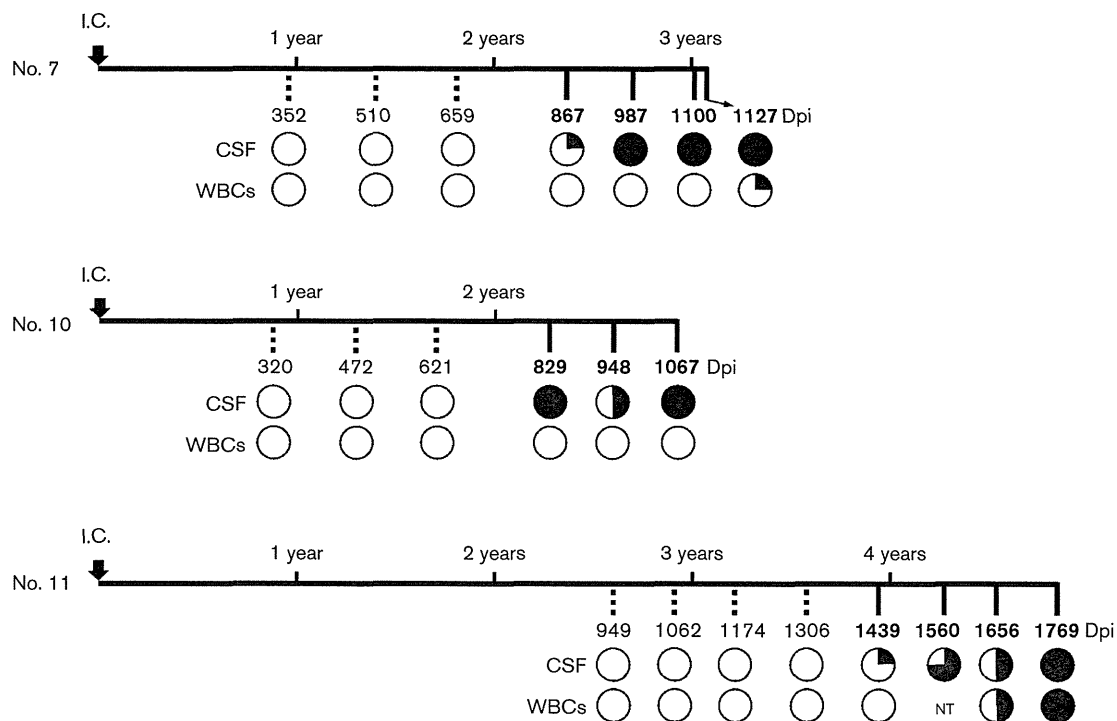 I.C.
1 year 2 years 3 years
No. 7
352 510 659 867 987 1100 1127 Dpi
CSF
WBCs
I.C.
1 year 2 years
No. 10
320 472 621 829 948 1067 Dpi
CSF
WBCs
I.C.
1 year 2 years 3 years 4 years
No. 11
949 1062 1174 1306 1439 1560 1656 1769 Dpi
CSF
WBCs NT